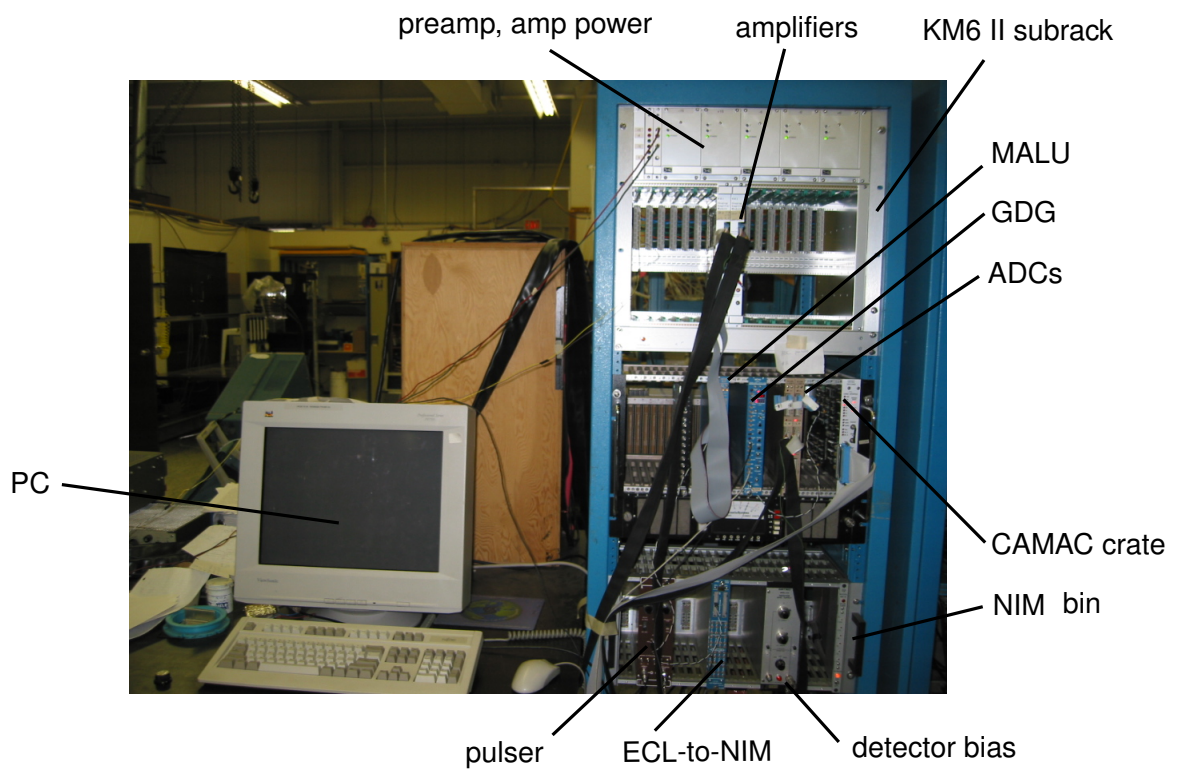 preamp, amp power
amplifiers
KM6 II subrack
MALU
GDG
ADCs
PC
CAMAC crate
NIM bin
pulser
ECL-to-NIM
detector bias